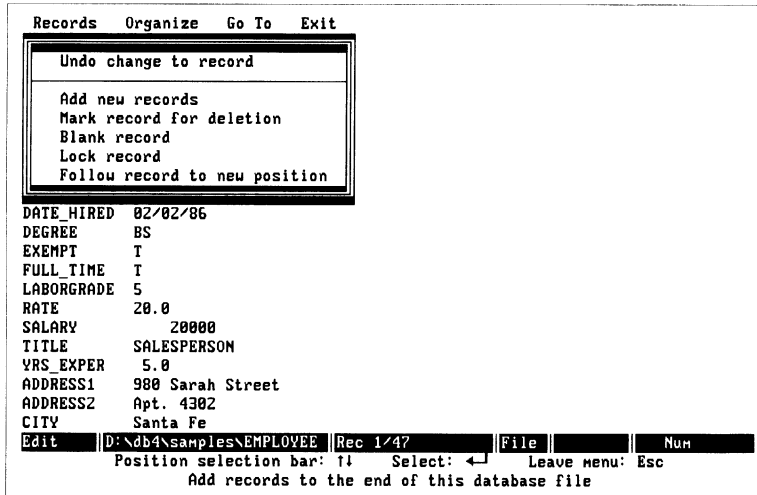 Records Organize Go To Exit
Undo change to record
Add new records
Mark record for deletion
Blank record
Lock record
Follow record to new position
DATE_HIRED 02/02/86
DEGREE BS
EXEMPT T
FULL_TIME T
LABORGRADE 5
RATE 20.0
SALARY 20000
TITLE SALESPERSON
YRS_EXPER 5.0
ADDRESS1 980 Sarah Street
ADDRESS2 Apt. 4302
CITY Santa Fe
Edit D:\db4\samples\EMPLOYEE Rec 1/47 File Num
Position selection bar: ↑↓ Select: ↵ Leave menu: Esc
Add records to the end of this database file